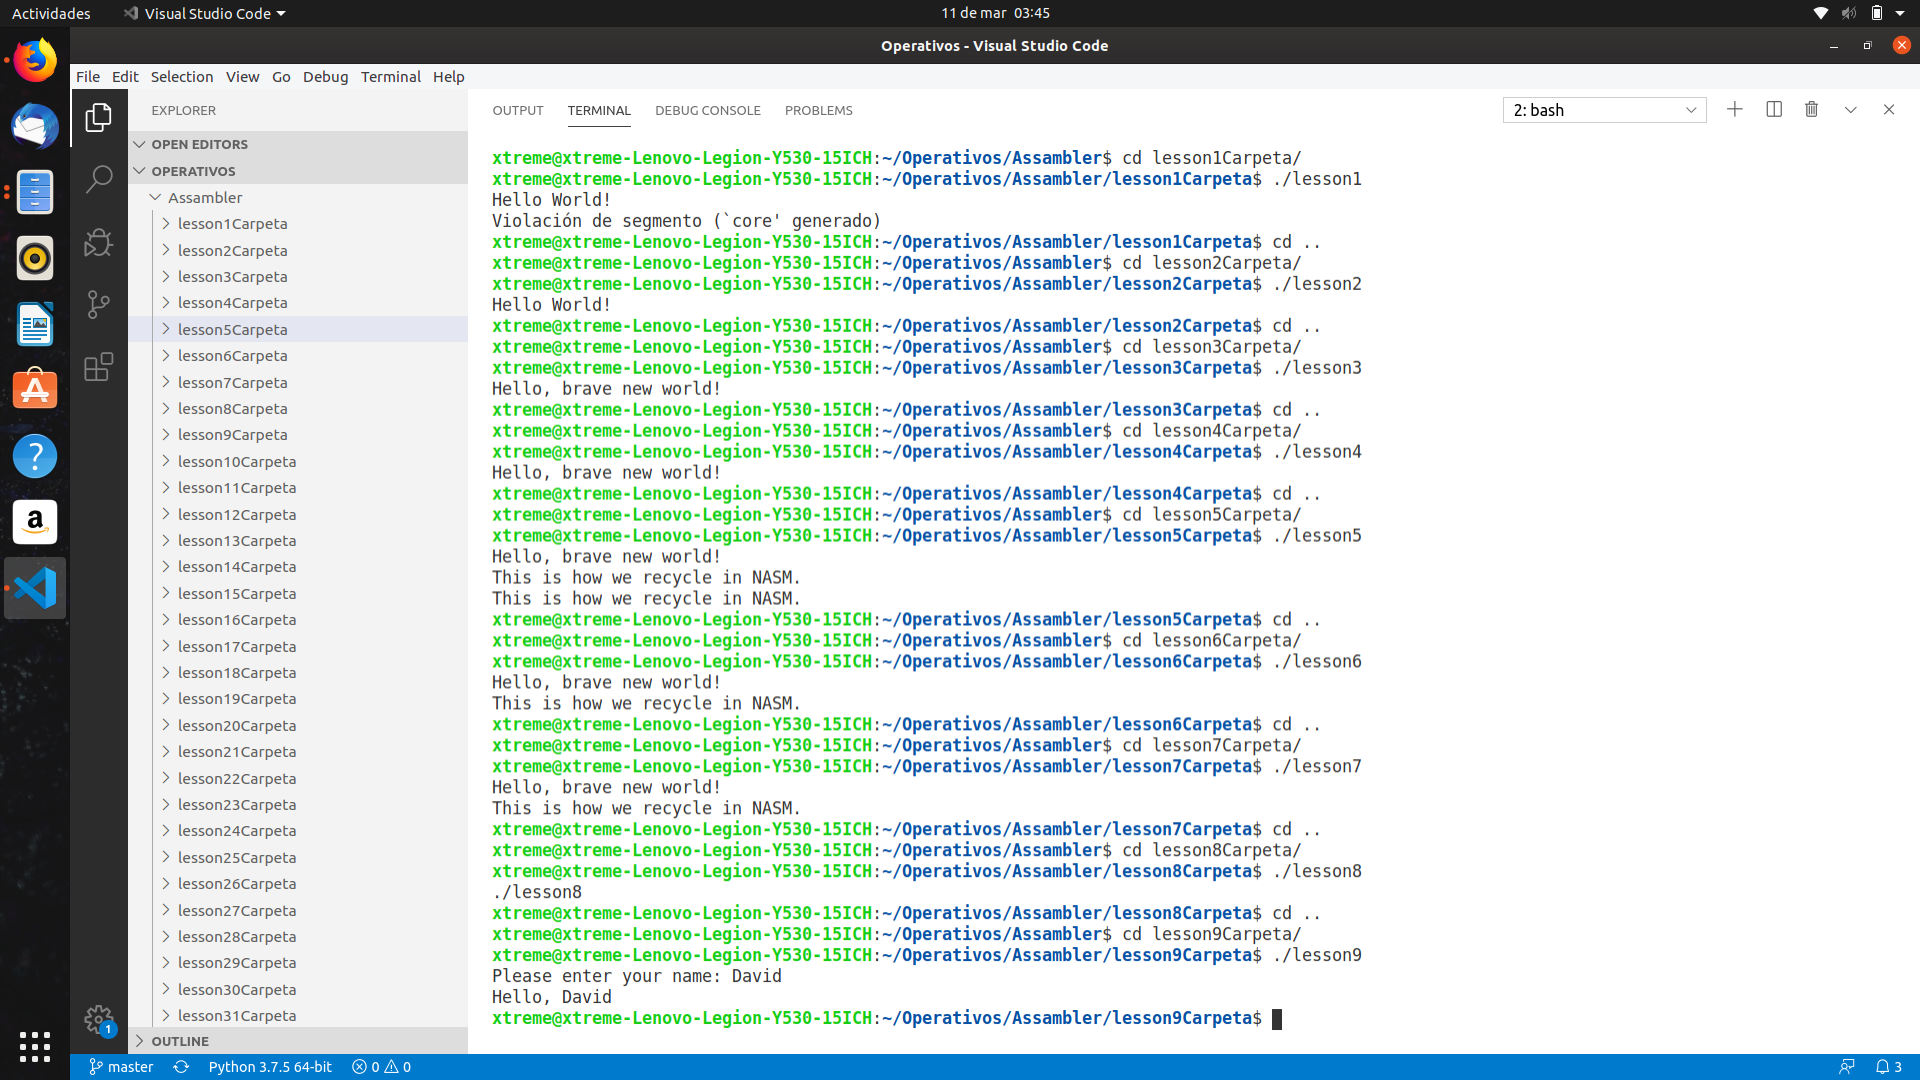 Actividades
Visual Studio Code
11 de mar 03:45
Operativos - Visual Studio Code
File Edit Selection View Go Debug Terminal Help
EXPLORER
OPEN EDITORS
OPERATIVOS
Assambler
lesson1Carpeta
lesson2Carpeta
lesson3Carpeta
lesson4Carpeta
lesson5Carpeta
lesson6Carpeta
lesson7Carpeta
lesson8Carpeta
lesson9Carpeta
lesson10Carpeta
lesson11Carpeta
lesson12Carpeta
lesson13Carpeta
lesson14Carpeta
lesson15Carpeta
lesson16Carpeta
lesson17Carpeta
lesson18Carpeta
lesson19Carpeta
lesson20Carpeta
lesson21Carpeta
lesson22Carpeta
lesson23Carpeta
lesson24Carpeta
lesson25Carpeta
lesson26Carpeta
lesson27Carpeta
lesson28Carpeta
lesson29Carpeta
lesson30Carpeta
lesson31Carpeta
OUTLINE
OUTPUT TERMINAL DEBUG CONSOLE PROBLEMS
2: bash
xtreme@xtreme-Lenovo-Legion-Y530-15ICH:~/Operativos/Assambler$ cd lesson1Carpeta/
xtreme@xtreme-Lenovo-Legion-Y530-15ICH:~/Operativos/Assambler/lesson1Carpeta$ ./lesson1
Hello World!
Violación de segmento (`core' generado)
xtreme@xtreme-Lenovo-Legion-Y530-15ICH:~/Operativos/Assambler/lesson1Carpeta$ cd ..
xtreme@xtreme-Lenovo-Legion-Y530-15ICH:~/Operativos/Assambler$ cd lesson2Carpeta/
xtreme@xtreme-Lenovo-Legion-Y530-15ICH:~/Operativos/Assambler/lesson2Carpeta$ ./lesson2
Hello World!
xtreme@xtreme-Lenovo-Legion-Y530-15ICH:~/Operativos/Assambler/lesson2Carpeta$ cd ..
xtreme@xtreme-Lenovo-Legion-Y530-15ICH:~/Operativos/Assambler$ cd lesson3Carpeta/
xtreme@xtreme-Lenovo-Legion-Y530-15ICH:~/Operativos/Assambler/lesson3Carpeta$ ./lesson3
Hello, brave new world!
xtreme@xtreme-Lenovo-Legion-Y530-15ICH:~/Operativos/Assambler/lesson3Carpeta$ cd ..
xtreme@xtreme-Lenovo-Legion-Y530-15ICH:~/Operativos/Assambler$ cd lesson4Carpeta/
xtreme@xtreme-Lenovo-Legion-Y530-15ICH:~/Operativos/Assambler/lesson4Carpeta$ ./lesson4
Hello, brave new world!
xtreme@xtreme-Lenovo-Legion-Y530-15ICH:~/Operativos/Assambler/lesson4Carpeta$ cd ..
xtreme@xtreme-Lenovo-Legion-Y530-15ICH:~/Operativos/Assambler$ cd lesson5Carpeta/
xtreme@xtreme-Lenovo-Legion-Y530-15ICH:~/Operativos/Assambler/lesson5Carpeta$ ./lesson5
Hello, brave new world!
This is how we recycle in NASM.
This is how we recycle in NASM.
xtreme@xtreme-Lenovo-Legion-Y530-15ICH:~/Operativos/Assambler/lesson5Carpeta$ cd ..
xtreme@xtreme-Lenovo-Legion-Y530-15ICH:~/Operativos/Assambler$ cd lesson6Carpeta/
xtreme@xtreme-Lenovo-Legion-Y530-15ICH:~/Operativos/Assambler/lesson6Carpeta$ ./lesson6
Hello, brave new world!
This is how we recycle in NASM.
xtreme@xtreme-Lenovo-Legion-Y530-15ICH:~/Operativos/Assambler/lesson6Carpeta$ cd ..
xtreme@xtreme-Lenovo-Legion-Y530-15ICH:~/Operativos/Assambler$ cd lesson7Carpeta/
xtreme@xtreme-Lenovo-Legion-Y530-15ICH:~/Operativos/Assambler/lesson7Carpeta$ ./lesson7
Hello, brave new world!
This is how we recycle in NASM.
xtreme@xtreme-Lenovo-Legion-Y530-15ICH:~/Operativos/Assambler/lesson7Carpeta$ cd ..
xtreme@xtreme-Lenovo-Legion-Y530-15ICH:~/Operativos/Assambler$ cd lesson8Carpeta/
xtreme@xtreme-Lenovo-Legion-Y530-15ICH:~/Operativos/Assambler/lesson8Carpeta$ ./lesson8
./lesson8
xtreme@xtreme-Lenovo-Legion-Y530-15ICH:~/Operativos/Assambler/lesson8Carpeta$ cd ..
xtreme@xtreme-Lenovo-Legion-Y530-15ICH:~/Operativos/Assambler$ cd lesson9Carpeta/
xtreme@xtreme-Lenovo-Legion-Y530-15ICH:~/Operativos/Assambler/lesson9Carpeta$ ./lesson9
Please enter your name: David
Hello, David
xtreme@xtreme-Lenovo-Legion-Y530-15ICH:~/Operativos/Assambler/lesson9Carpeta$
1
master
Python 3.7.5 64-bit
0
0
3